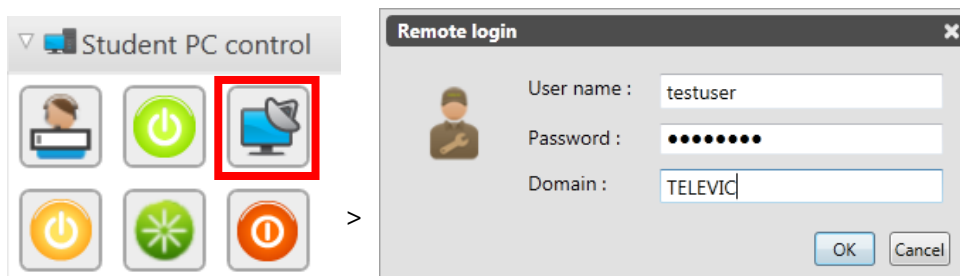 Student PC control
>
Remote login
User name :
testuser
Password :
●●●●●●●●
Domain :
TELEVIC
OK
Cancel